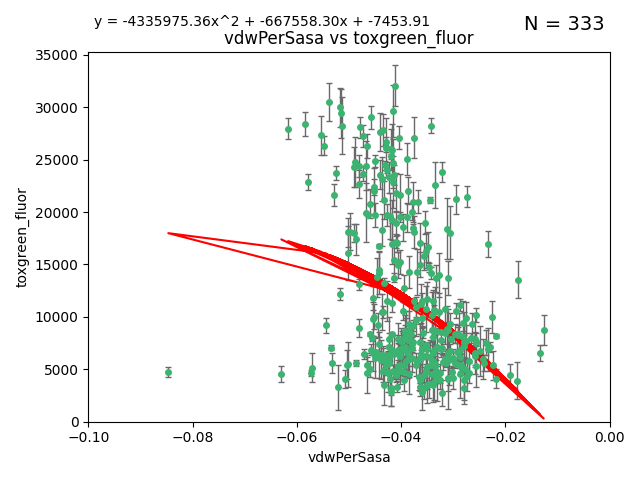 y = -4335975.36x^2 + -667558.30x + -7453.91
N = 333
vdwPerSasa vs toxgreen_fluor
35000
30000
25000
20000
15000
10000
5000
0
toxgreen_fluor
−0.10 −0.08 −0.06 −0.04 −0.02 0.00
vdwPerSasa